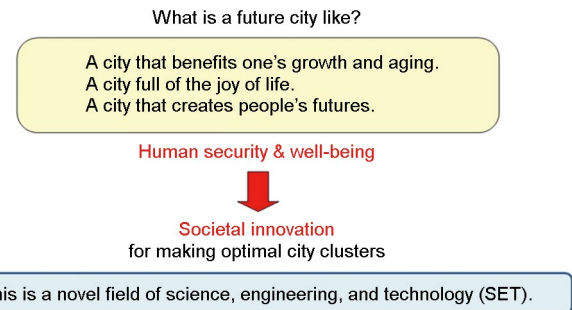 What is a future city like?
A city that benefits one’s growth and aging.
A city full of the joy of life.
A city that creates people’s futures.
Human security & well-being
Societal innovation
for making optimal city clusters
is a novel field of science, engineering, and technology (SET).